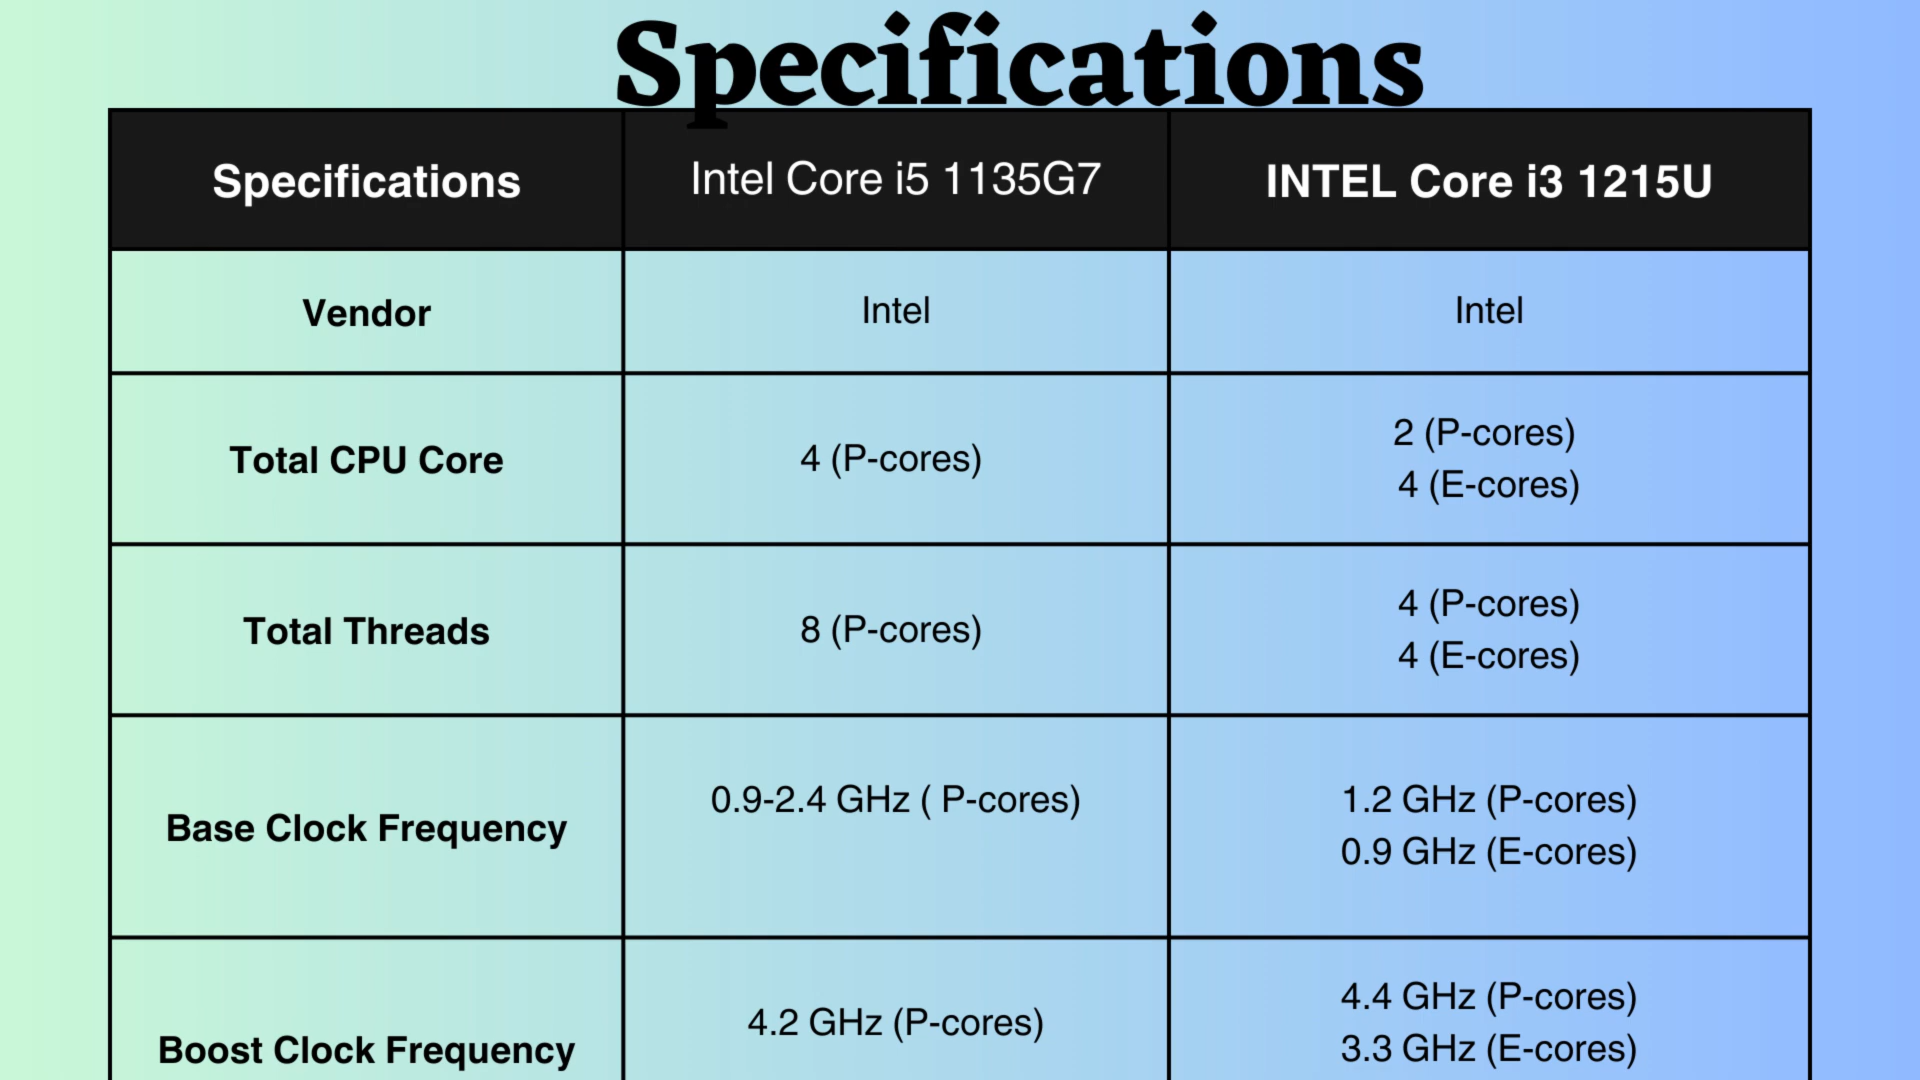 Specifications
Specifications
Intel Core i5 1135G7
INTEL Core i3 1215U
Vendor
Intel
Intel
Total CPU Core
4 (P-cores)
2 (P-cores)
4 (E-cores)
Total Threads
8 (P-cores)
4 (P-cores)
4 (E-cores)
Base Clock Frequency
0.9-2.4 GHz ( P-cores)
1.2 GHz (P-cores)
0.9 GHz (E-cores)
Boost Clock Frequency
4.2 GHz (P-cores)
4.4 GHz (P-cores)
3.3 GHz (E-cores)